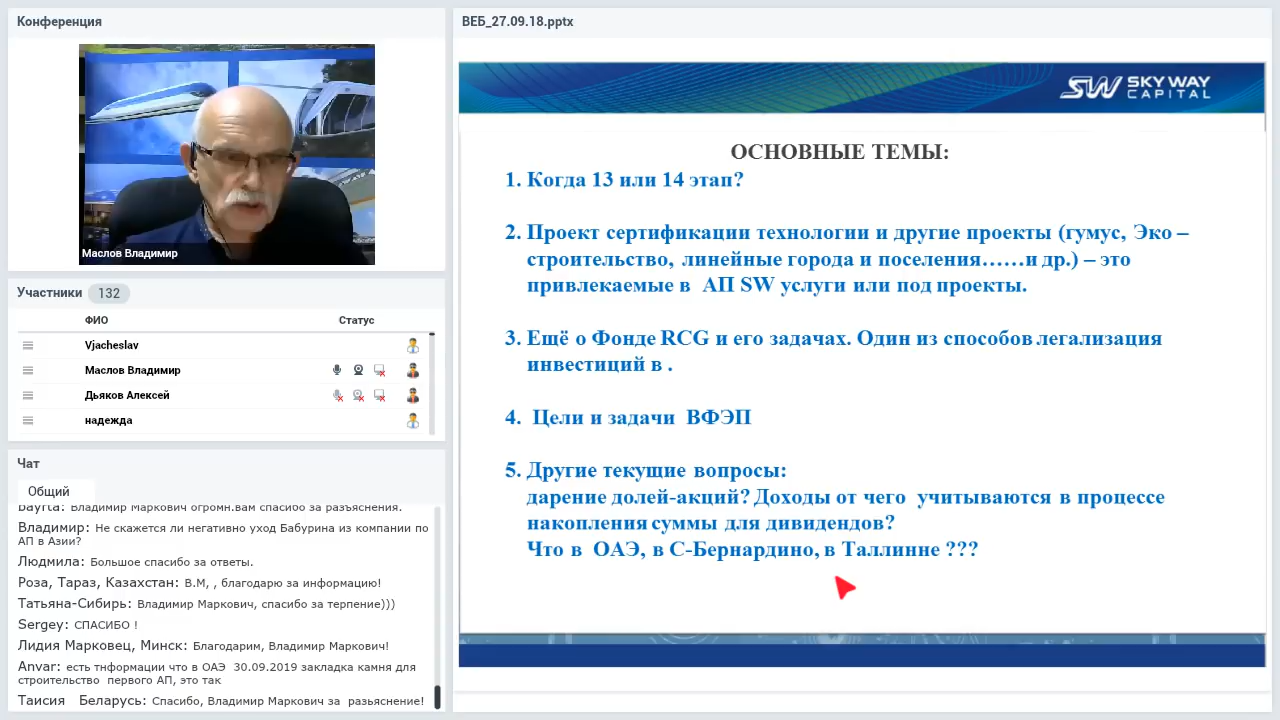 Конференция
Маслов Владимир
Участники 132
ФИО Статус
Vjacheslav
Маслов Владимир
Дьяков Алексей
надежда
Чат
Общий
Bayrta: Владимир Маркович огромн.вам спасибо за разъяснения.
Владимир: Не скажется ли негативно уход Бабурина из компании по
АП в Азии?
Людмила: Большое спасибо за ответы.
Роза, Тараз, Казахстан: В.М, , благодарю за информацию!
Татьяна-Сибирь: Владимир Маркович, спасибо за терпение)))
Sergey: СПАСИБО !
Лидия Марковец, Минск: Благодарим, Владимир Маркович!
Anvar: есть тнформации что в ОАЭ 30.09.2019 закладка камня для
строительство первого АП, это так
Таисия Беларусь: Спасибо, Владимир Маркович за разьяснение!
ВЕБ_27.09.18.pptx
SW SKY WAY
CAPITAL
ОСНОВНЫЕ ТЕМЫ:
1. Когда 13 или 14 этап?
2. Проект сертификации технологии и другие проекты (гумус, Эко –
строительство, линейные города и поселения……и др.) – это
привлекаемые в АП SW услуги или под проекты.
3. Ещё о Фонде RCG и его задачах. Один из способов легализация
инвестиций в .
4. Цели и задачи ВФЭП
5. Другие текущие вопросы:
дарение долей-акций? Доходы от чего учитываются в процессе
накопления суммы для дивидендов?
Что в ОАЭ, в С-Бернардино, в Таллинне ???